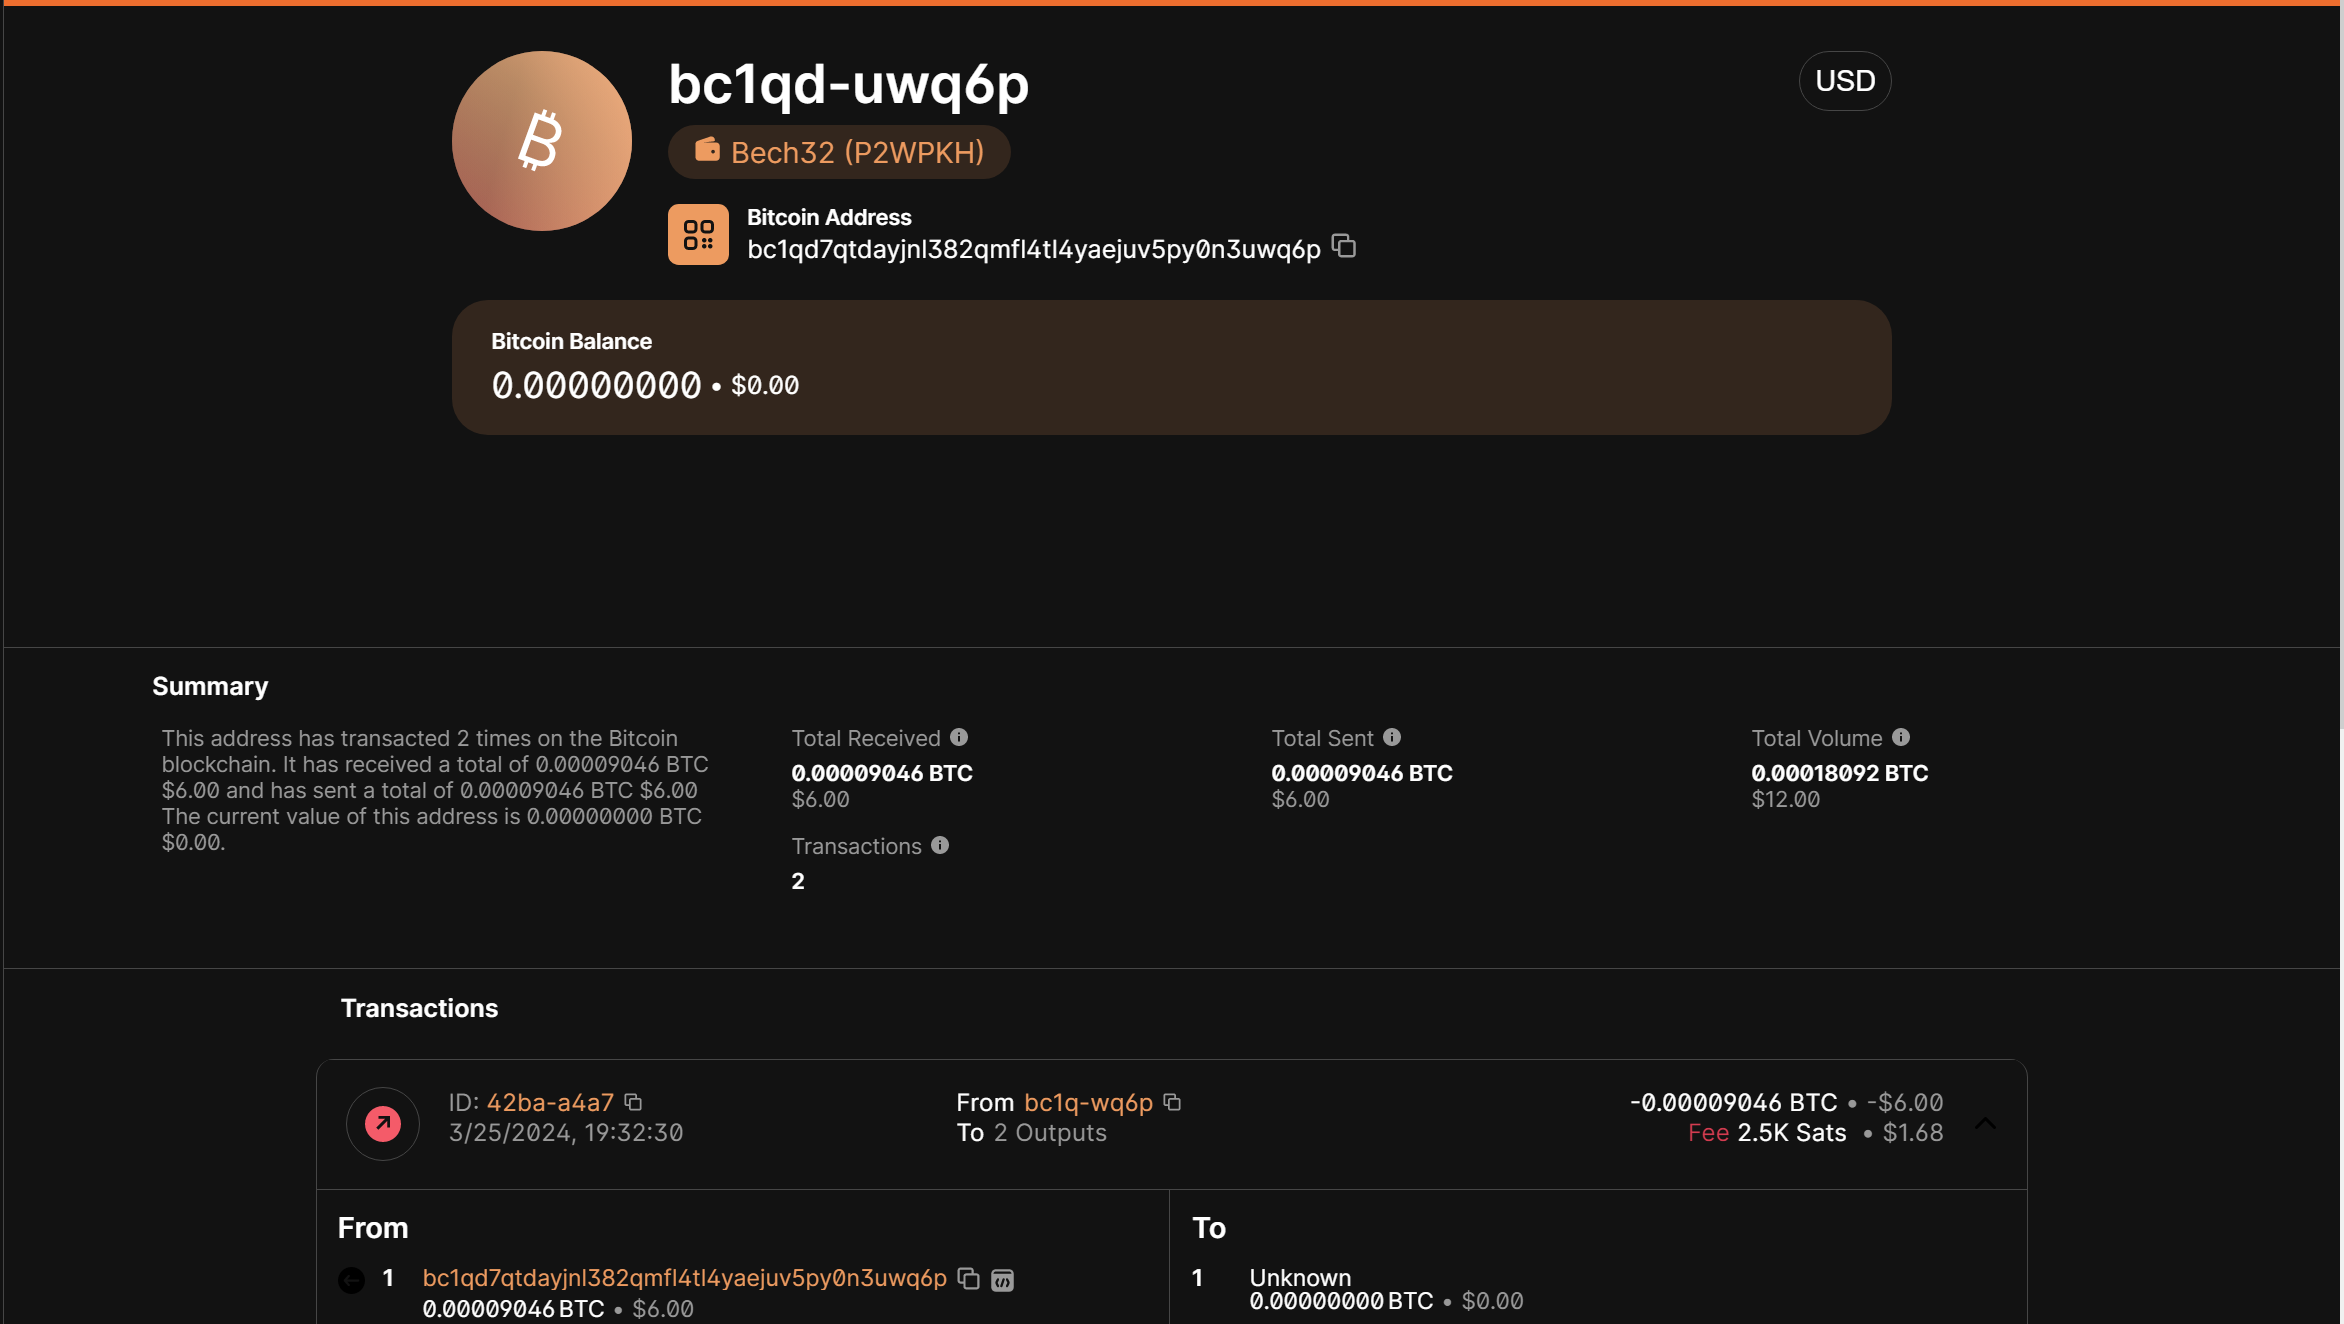 bc1qd-uwq6p
USD
Bech32 (P2WPKH)
Bitcoin Address
bc1qd7qtdayjnl382qmfl4tl4yaejuv5py0n3uwq6p
Bitcoin Balance
0.00000000 • $0.00
Summary
This address has transacted 2 times on the Bitcoin
blockchain. It has received a total of 0.00009046 BTC
$6.00 and has sent a total of 0.00009046 BTC $6.00
The current value of this address is 0.00000000 BTC
$0.00.
Total Received
0.00009046 BTC
$6.00
Total Sent
0.00009046 BTC
$6.00
Total Volume
0.00018092 BTC
$12.00
Transactions
2
Transactions
ID: 42ba-a4a7
3/25/2024, 19:32:30
From bc1q-wq6p
To 2 Outputs
-0.00009046 BTC • -$6.00
Fee 2.5K Sats • $1.68
From
1 bc1qd7qtdayjnl382qmfl4tl4yaejuv5py0n3uwq6p
0.00009046 BTC • $6.00
To
1 Unknown
0.00000000 BTC • $0.00